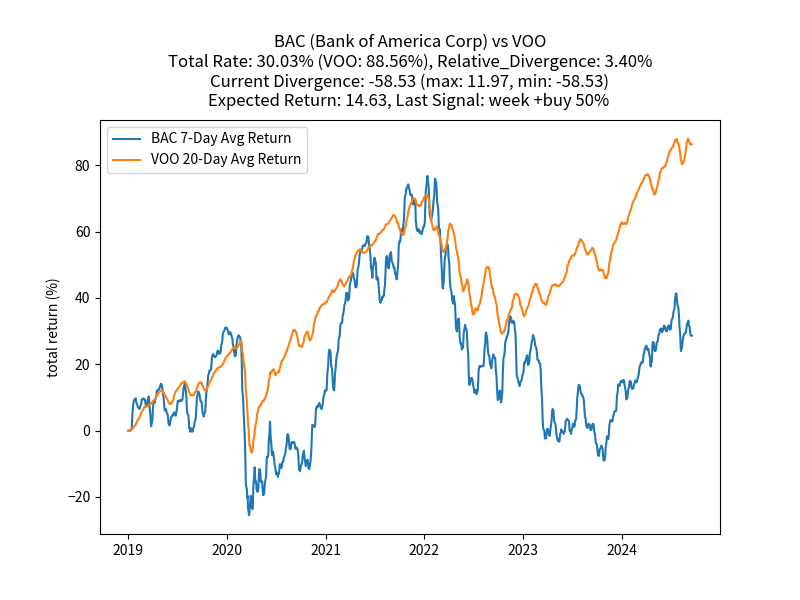 BAC (Bank of America Corp) vs VOO
Total Rate: 30.03% (VOO: 88.56%), Relative_Divergence: 3.40%
Current Divergence: -58.53 (max: 11.97, min: -58.53)
Expected Return: 14.63, Last Signal: week +buy 50%
BAC 7-Day Avg Return
VOO 20-Day Avg Return
total return (%)
80
60
40
20
0
−20
2019 2020 2021 2022 2023 2024